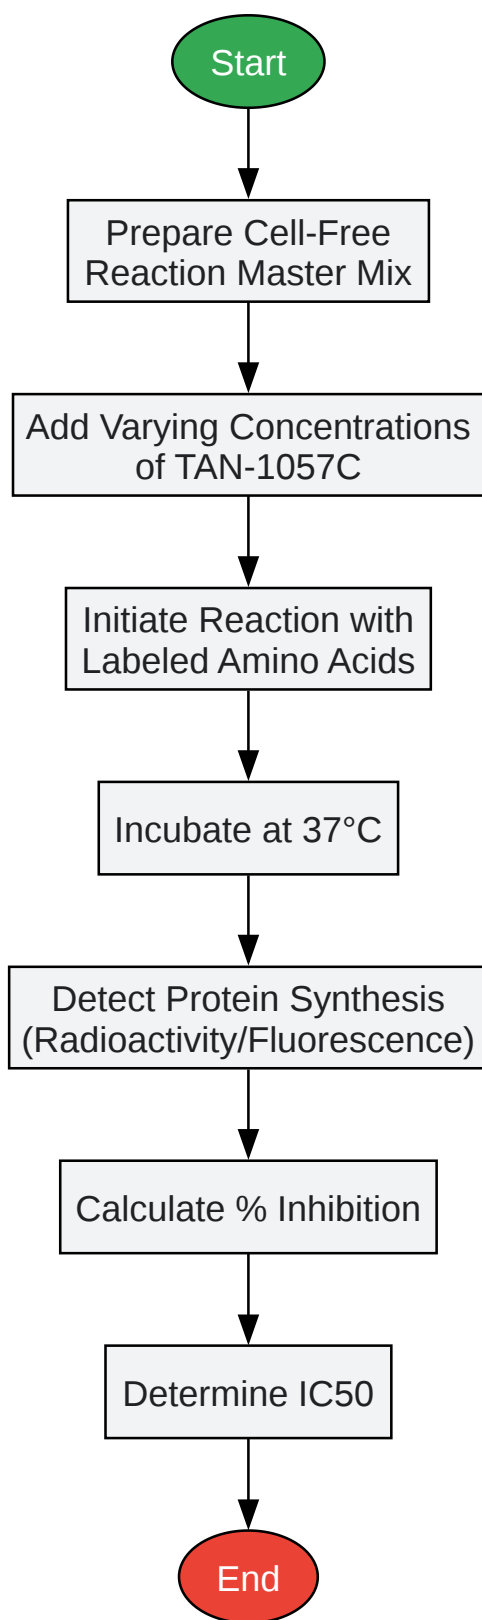 Start
Prepare Cell-Free
Reaction Master Mix
Add Varying Concentrations
of TAN-1057C
Initiate Reaction with
Labeled Amino Acids
Incubate at 37°C
Detect Protein Synthesis
(Radioactivity/Fluorescence)
Calculate % Inhibition
Determine IC50
End